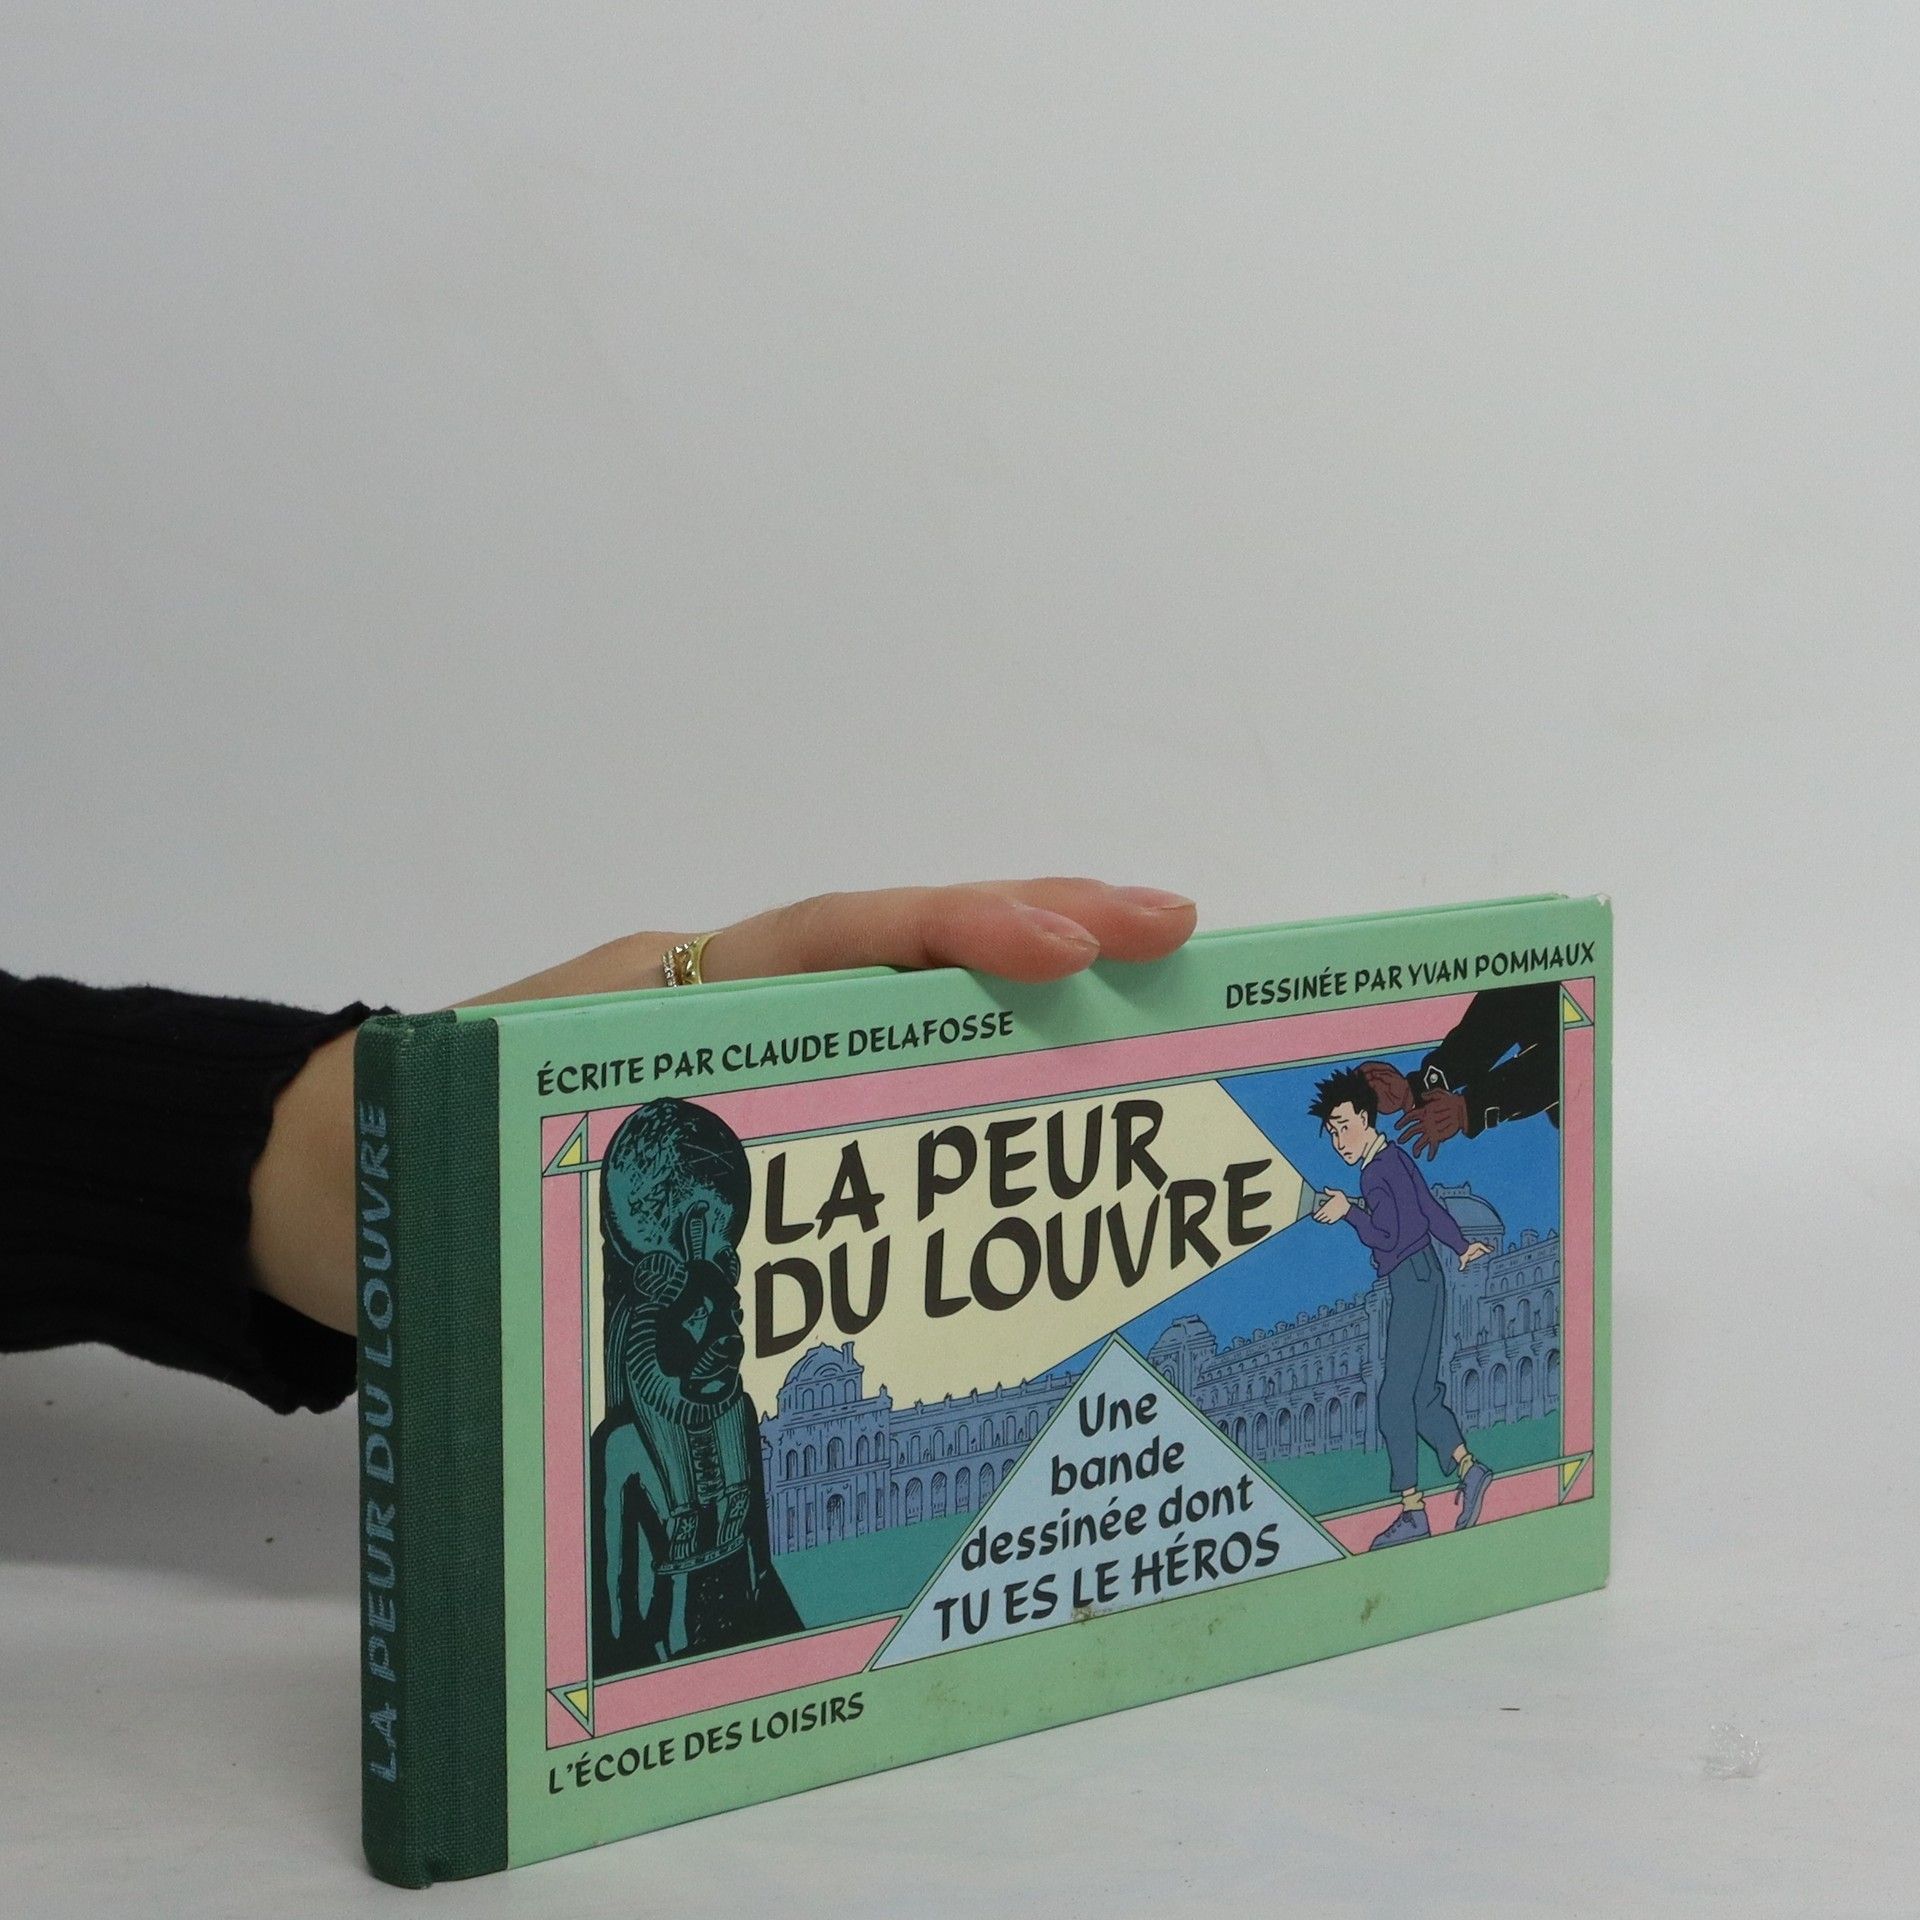 LA PEUR DU LOUVRE
ÉCRITE PAR CLAUDE DELAFOSSE
DESSINÉE PAR YVAN POMMAUX
LA PEUR
DU LOUVRE
Une
bande
dessinée dont
TU ES LE HÉROS
L'ÉCOLE DES LOISIRS